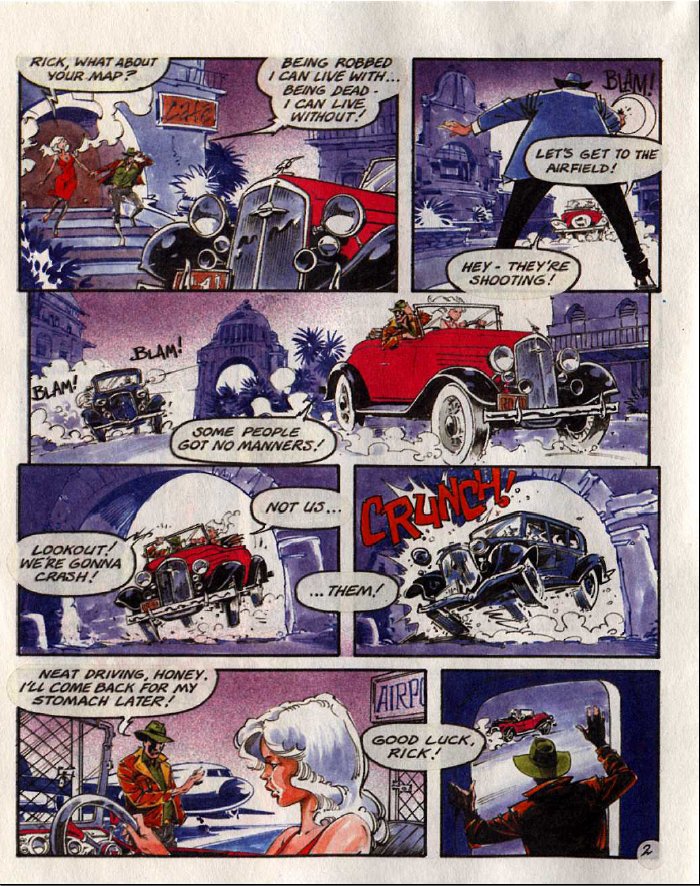 RICK, WHAT ABOUT
YOUR MAP?
BEING ROBBED
I CAN LIVE WITH...
BEING DEAD -
I CAN LIVE
WITHOUT!
BLAM!
LET'S GET TO THE
AIRFIELD!
HEY - THEY'RE
SHOOTING!
BLAM!
BLAM!
SOME PEOPLE
GOT NO MANNERS!
LOOKOUT!
WE'RE GONNA
CRASH!
NOT US...
CRUNCH!
...THEM!
NEAT DRIVING, HONEY.
I'LL COME BACK FOR MY
STOMACH LATER!
AIRPO
GOOD LUCK,
RICK!
2